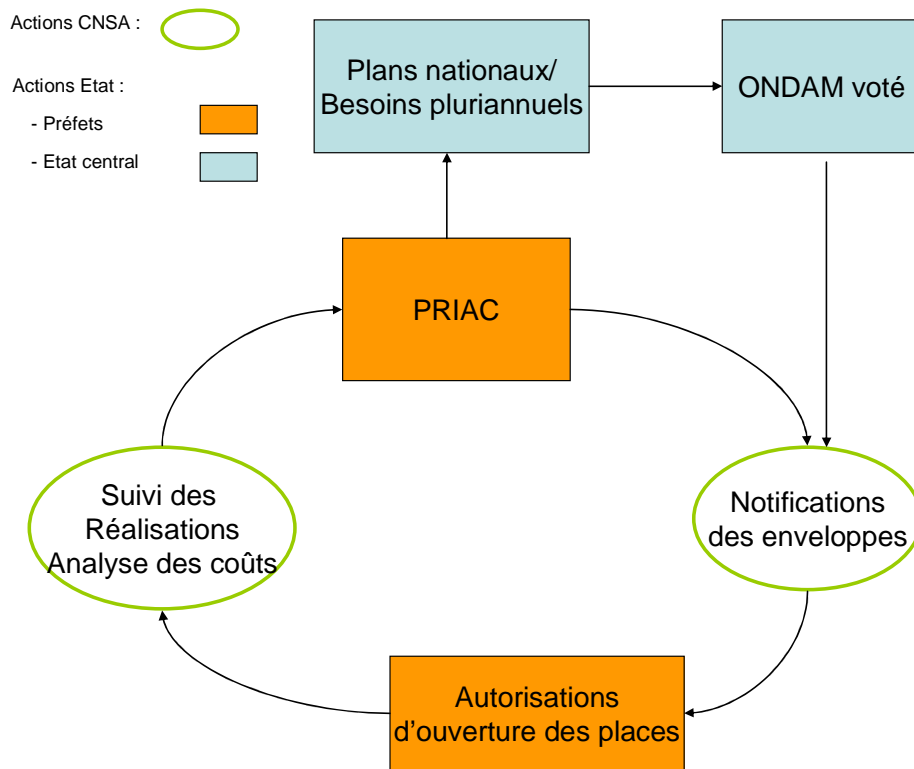 Actions CNSA :
Actions Etat :
- Préfets
- Etat central
Plans nationaux/
Besoins pluriannuels
ONDAM voté
PRIAC
Suivi des
Réalisations
Analyse des coûts
Notifications
des enveloppes
Autorisations
d’ouverture des places